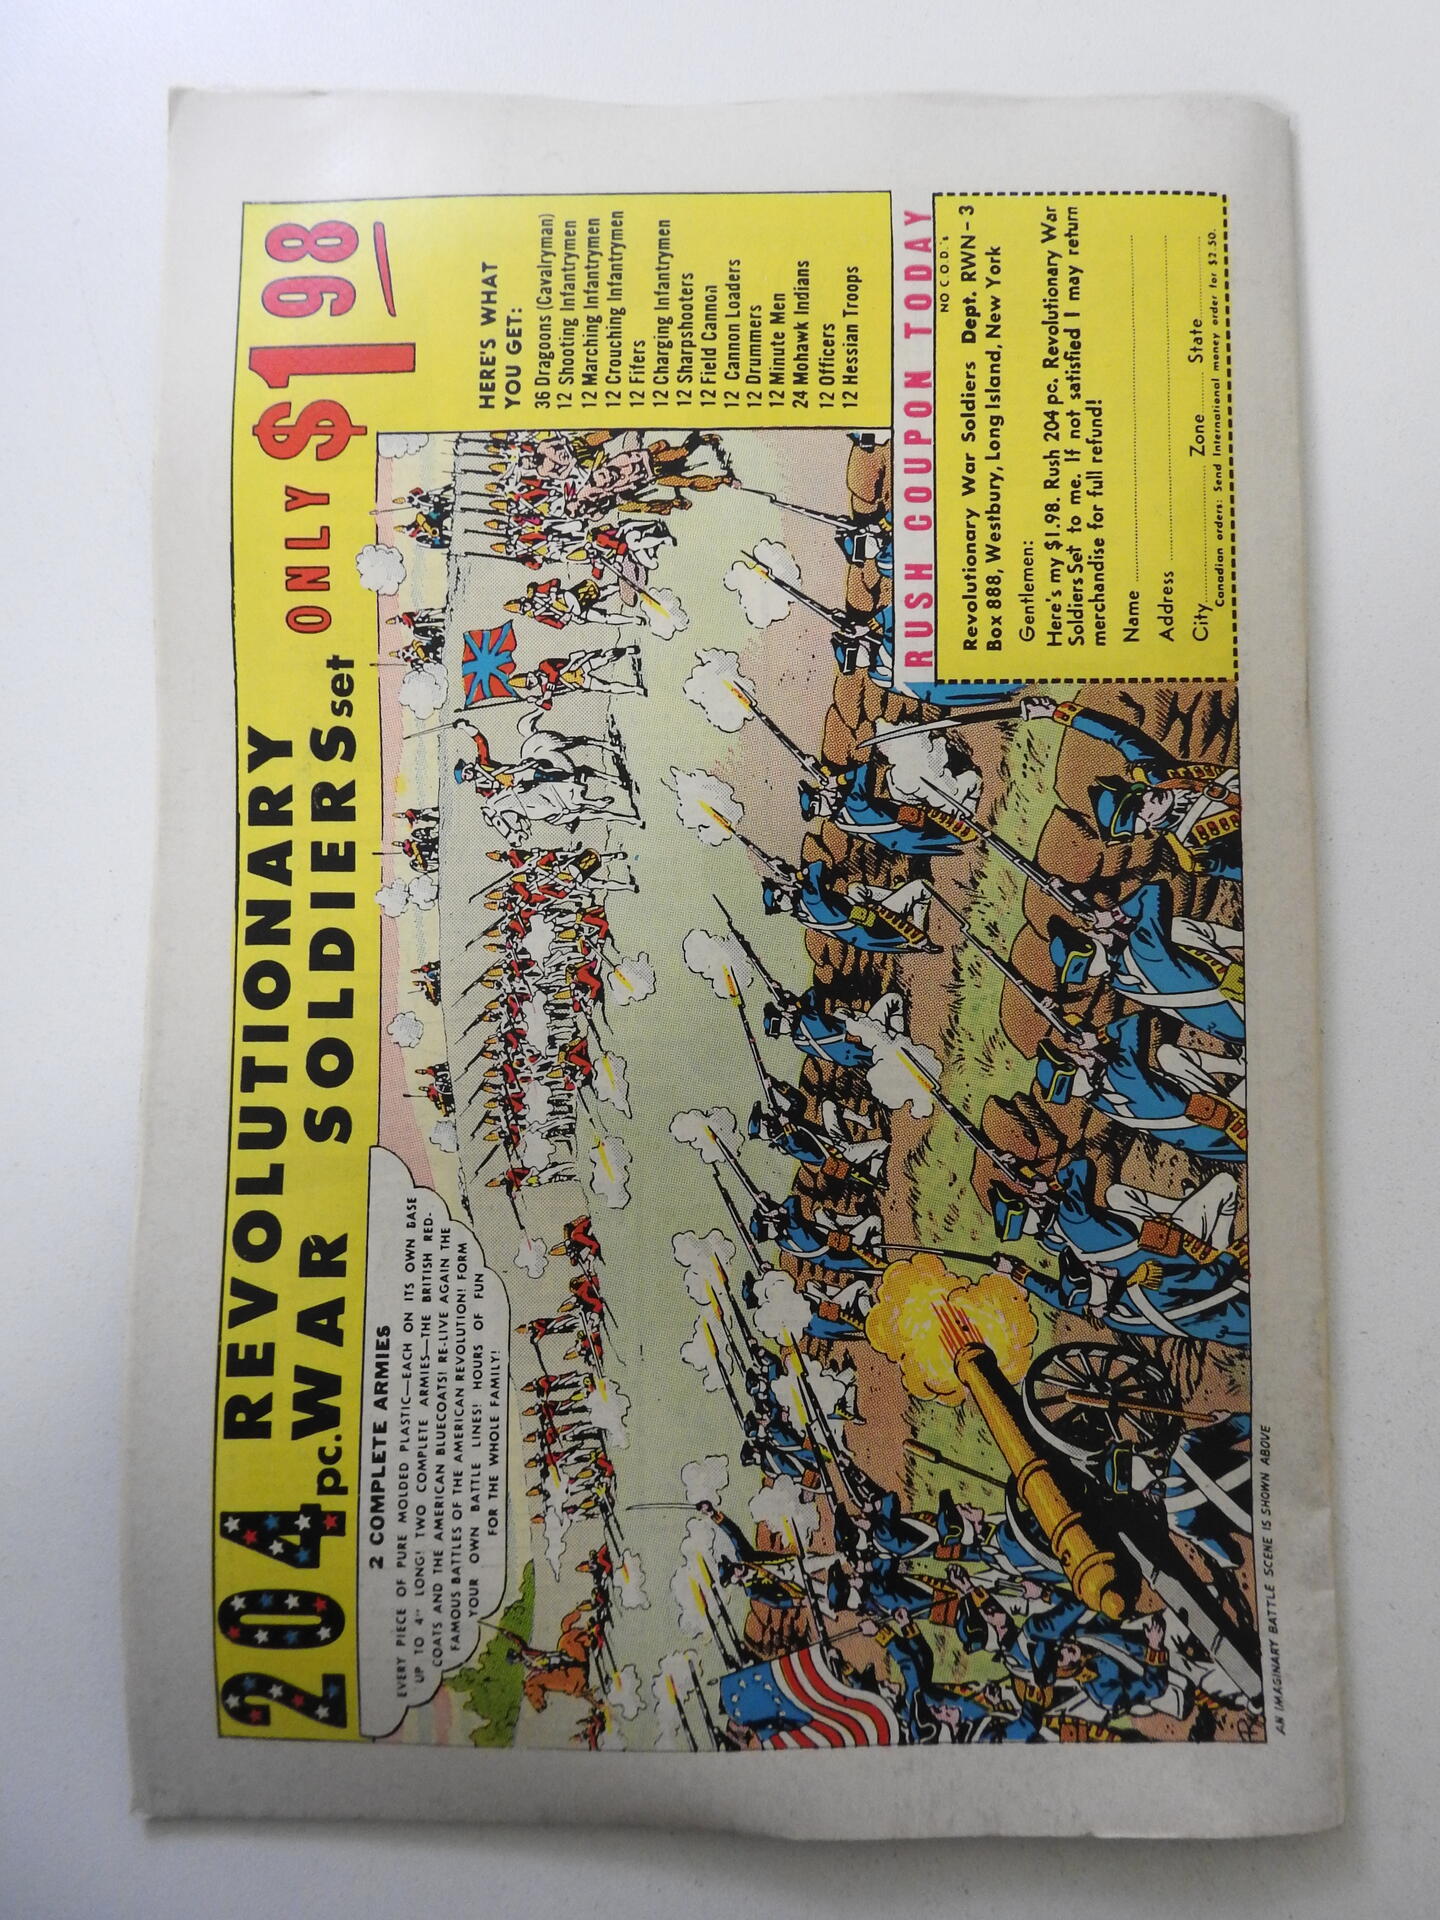 204 REVOLUTIONARY
pc. WAR SOLDIERS set
ONLY $1 98
2 COMPLETE ARMIES
EVERY PIECE OF PURE MOLDED PLASTIC—EACH ON ITS OWN BASE
UP TO 4" LONG! TWO COMPLETE ARMIES—THE BRITISH RED-
COATS AND THE AMERICAN BLUECOATS! RE-LIVE AGAIN THE
FAMOUS BATTLES OF THE AMERICAN REVOLUTION! FORM
YOUR OWN BATTLE LINES! HOURS OF FUN
FOR THE WHOLE FAMILY!
HERE'S WHAT
YOU GET:
36 Dragoons (Cavalryman)
12 Shooting Infantrymen
12 Marching Infantrymen
12 Crouching Infantrymen
12 Fifers
12 Charging Infantrymen
12 Sharpshooters
12 Field Cannon
12 Cannon Loaders
12 Drummers
12 Minute Men
24 Mohawk Indians
12 Officers
12 Hessian Troops
RUSH COUPON TODAY
NO C.O.D.'s
Revolutionary War Soldiers Dept. RWN-3
Box 888, Westbury, Long Island, New York
Gentlemen:
Here's my $1.98. Rush 204 pc. Revolutionary War
Soldiers Set to me. If not satisfied I may return
merchandise for full refund!
Name
Address
City Zone State
Canadian orders: Send International money order for $2.50.
AN IMAGINARY BATTLE SCENE IS SHOWN ABOVE